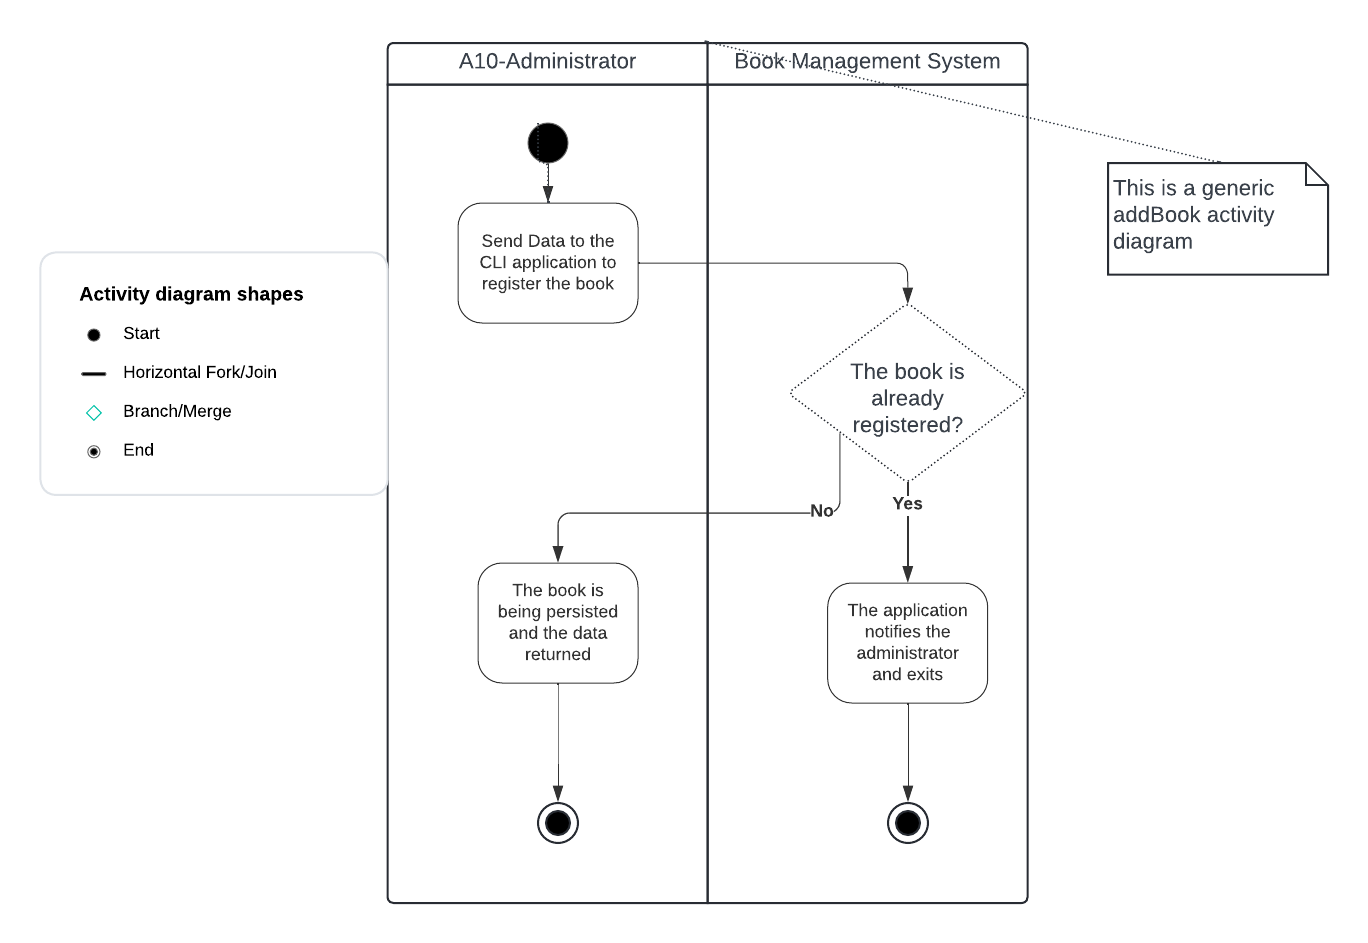 A10-Administrator
Book Management System
This is a generic
addBook activity
diagram
Send Data to the
CLI application to
register the book
Activity diagram shapes
Start
Horizontal Fork/Join
Branch/Merge
End
The book is
already
registered?
No
Yes
The book is
being persisted
and the data
returned
The application
notifies the
administrator
and exits